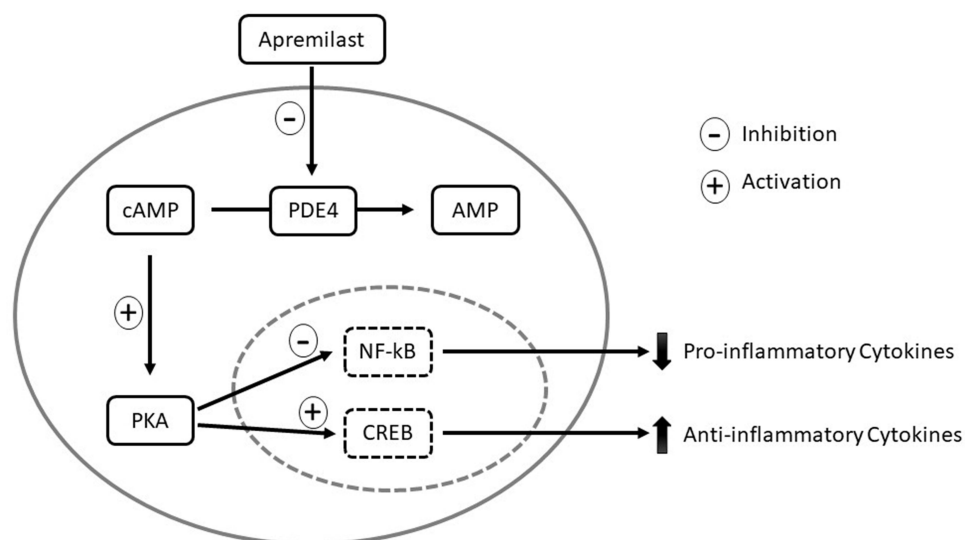 Apremilast
−
− Inhibition
+ Activation
cAMP
PDE4
AMP
+
−
NF-kB
Pro-inflammatory Cytokines
PKA
+
CREB
Anti-inflammatory Cytokines